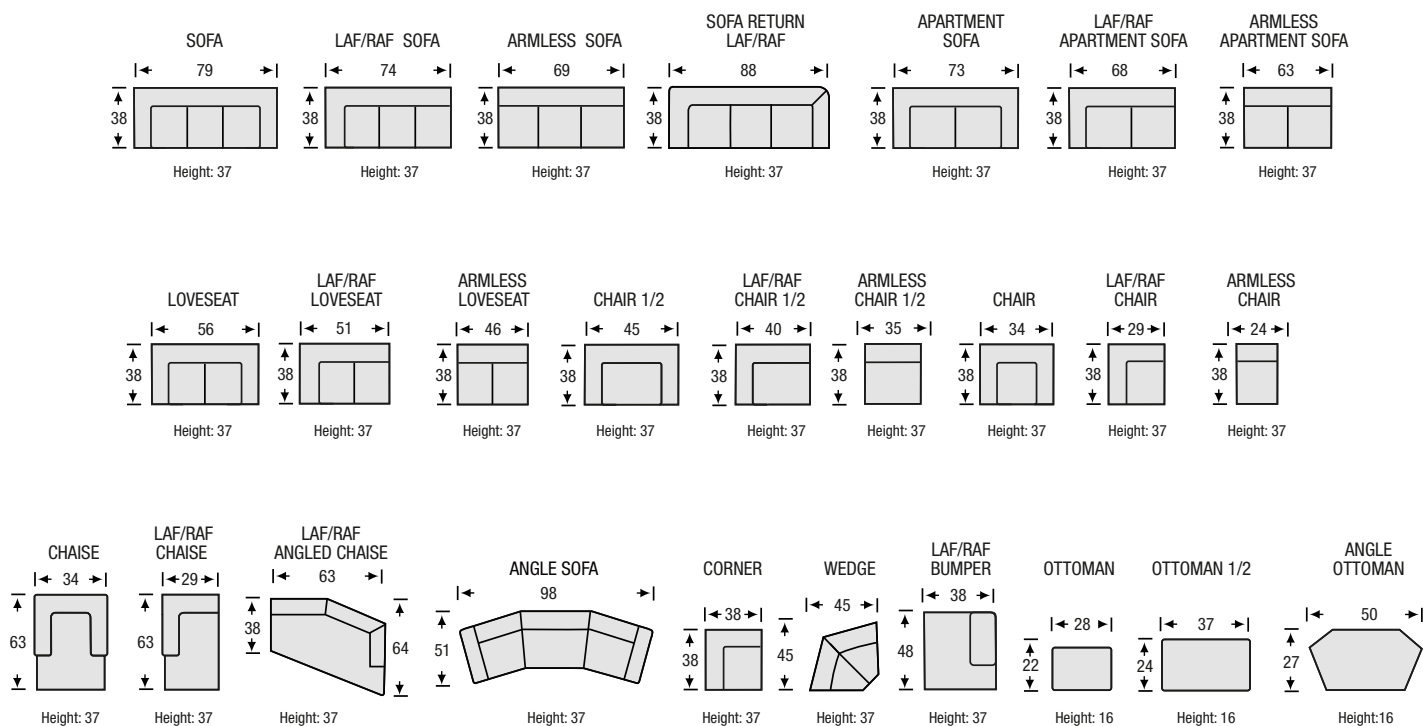 SOFA
79
38
Height: 37
LAF/RAF SOFA
74
38
Height: 37
ARMLESS SOFA
69
38
Height: 37
SOFA RETURN
LAF/RAF
88
38
Height: 37
APARTMENT
SOFA
73
38
Height: 37
LAF/RAF
APARTMENT SOFA
68
38
Height: 37
ARMLESS
APARTMENT SOFA
63
38
Height: 37
LOVESEAT
56
38
Height: 37
LAF/RAF
LOVESEAT
51
38
Height: 37
ARMLESS
LOVESEAT
46
38
Height: 37
CHAIR 1/2
45
38
Height: 37
LAF/RAF
CHAIR 1/2
40
38
Height: 37
ARMLESS
CHAIR 1/2
35
38
Height: 37
CHAIR
34
38
Height: 37
LAF/RAF
CHAIR
29
38
Height: 37
ARMLESS
CHAIR
24
38
Height: 37
CHAISE
34
63
Height: 37
LAF/RAF
CHAISE
29
63
Height: 37
LAF/RAF
ANGLED CHAISE
63
38
64
Height: 37
ANGLE SOFA
98
51
Height: 37
CORNER
38
38
Height: 37
WEDGE
45
45
Height: 37
LAF/RAF
BUMPER
38
48
Height:37
OTTOMAN
28
22
Height: 16
OTTOMAN 1/2
37
24
Height: 16
ANGLE
OTTOMAN
50
27
Height:16